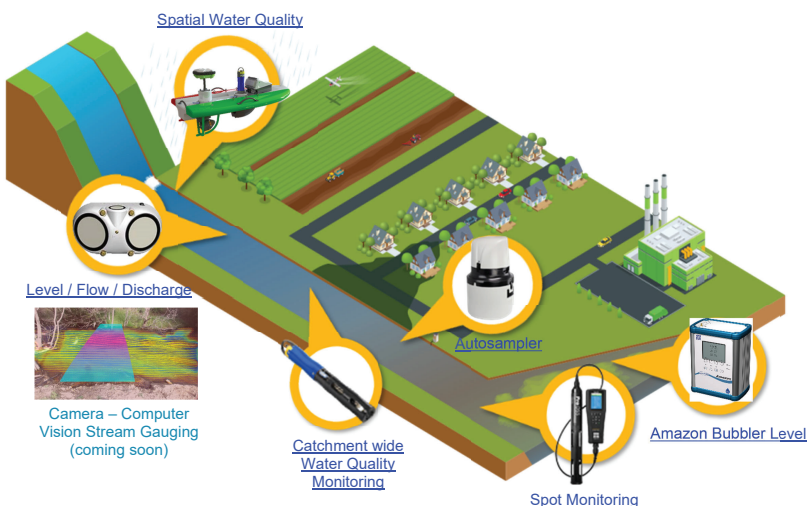 Spatial Water Quality
Level / Flow / Discharge
Camera – Computer
Vision Stream Gauging
(coming soon)
Autosampler
Catchment wide
Water Quality
Monitoring
Amazon Bubbler Level
Spot Monitoring